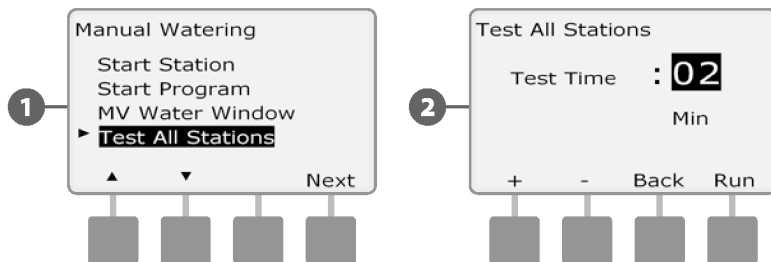 1
Manual Watering
Start Station
Start Program
MV Water Window
► Test All Stations
▲ ▼ Next
2
Test All Stations
Test Time :02
Min
+ - Back Run